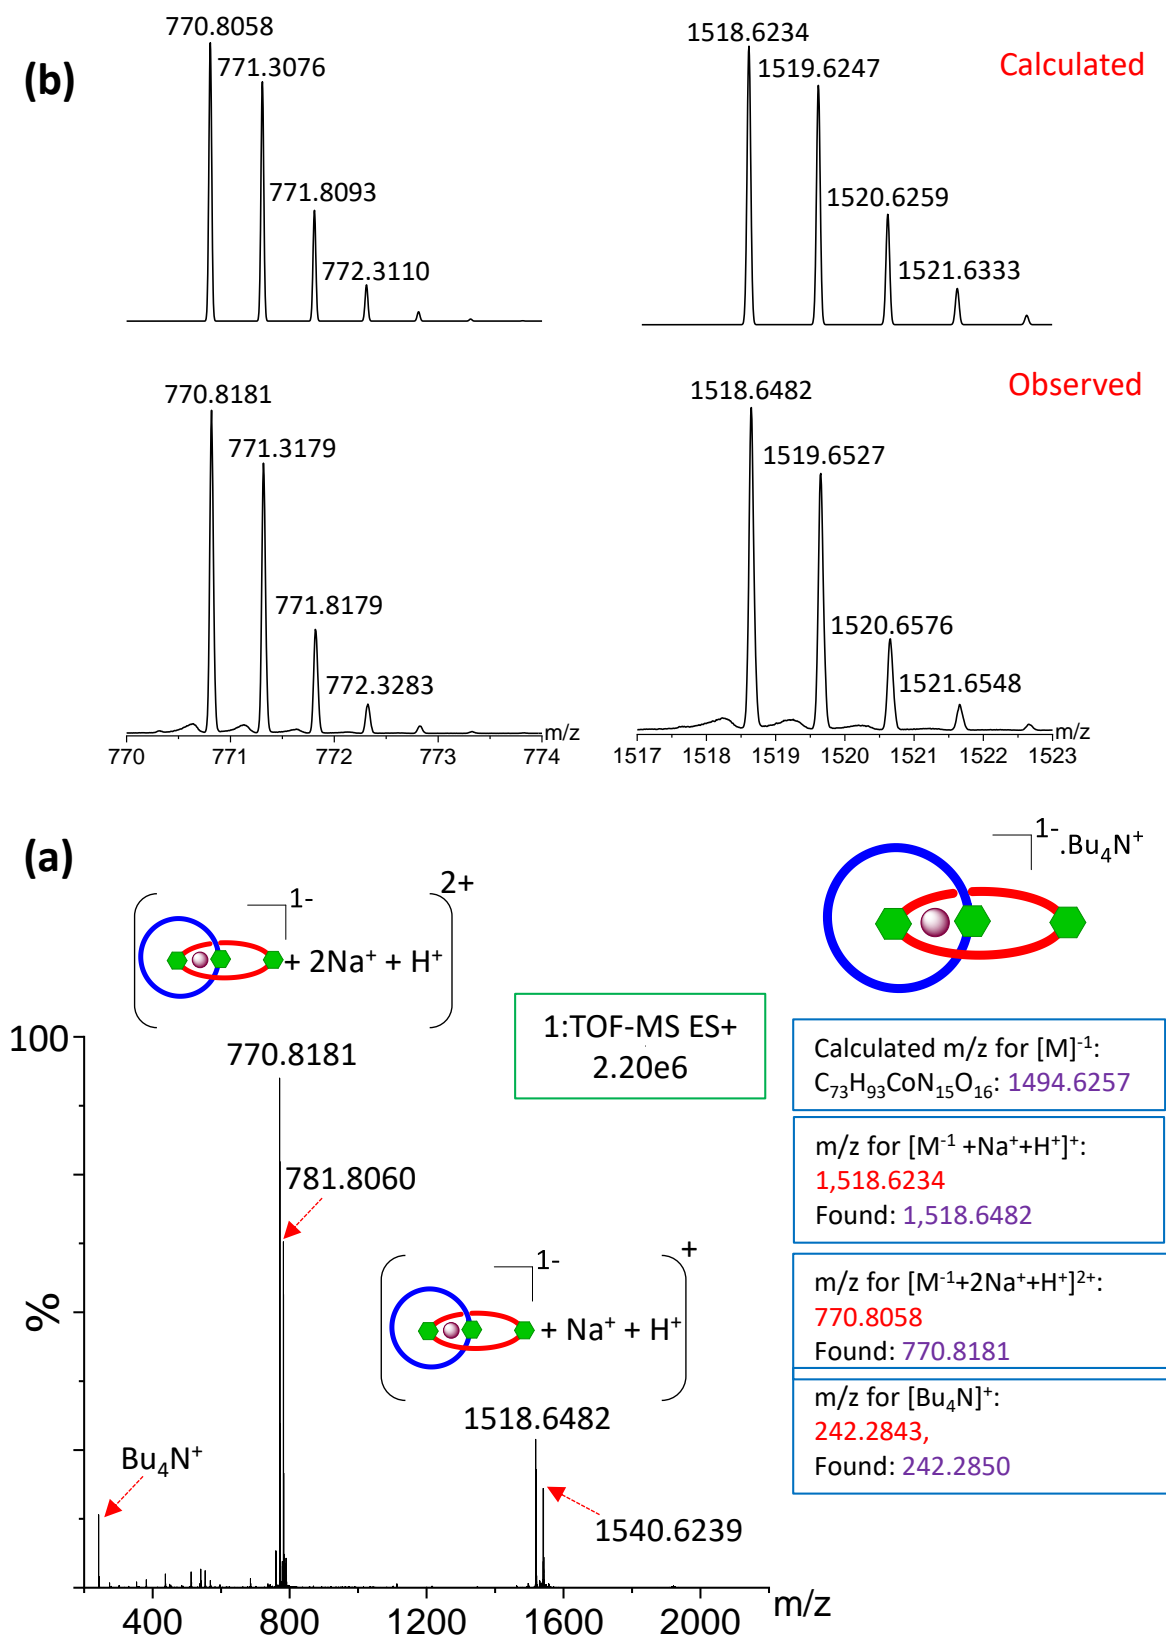 (b)
770.8058
771.3076
771.8093
772.3110
1518.6234
1519.6247
1520.6259
1521.6333
Calculated
770.8181
771.3179
771.8179
772.3283
m/z
770 771 772 773 774
1518.6482
1519.6527
1520.6576
1521.6548
m/z
1517 1518 1519 1520 1521 1522 1523
Observed
(a)
1-
2+
+ 2Na⁺ + H⁺
1-
.Bu₄N⁺
1:TOF-MS ES+
2.20e6
100
%
770.8181
781.8060
1-
+
+ Na⁺ + H⁺
1518.6482
1540.6239
Bu₄N⁺
400 800 1200 1600 2000 m/z
Calculated m/z for [M]⁻¹:
C₇₃H₉₃CoN₁₅O₁₆: 1494.6257
m/z for [M⁻¹ +Na⁺+H⁺]⁺:
1,518.6234
Found: 1,518.6482
m/z for [M⁻¹+2Na⁺+H⁺]²⁺:
770.8058
Found: 770.8181
m/z for [Bu₄N]⁺:
242.2843,
Found: 242.2850